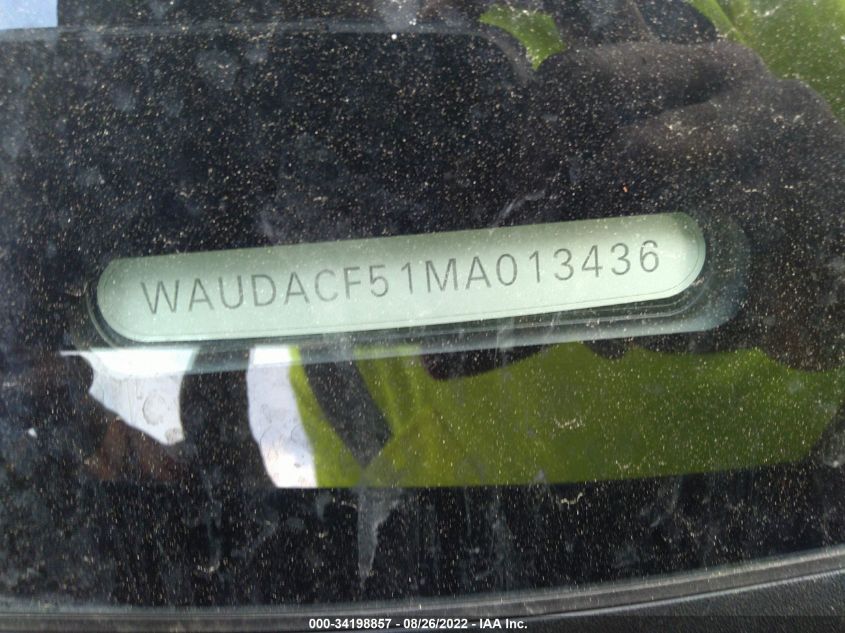 WAUDACF51MA013436
000-34198857 - 08/26/2022 - IAA Inc.